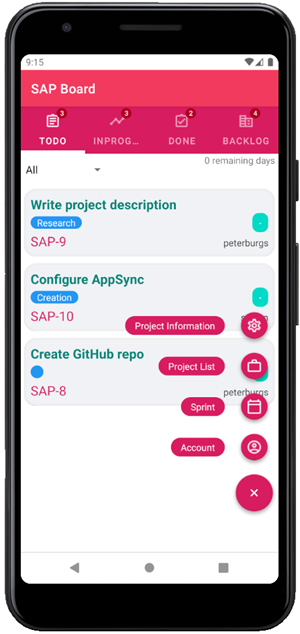 9:15
SAP Board
3
3
2
4
TODO
INPROG...
DONE
BACKLOG
0 remaining days
All
Write project description
Research
-
SAP-9
peterburgs
Configure AppSync
Creation
-
SAP-10
Project Information
Create GitHub repo
Project List
SAP-8
peterburgs
Sprint
Account